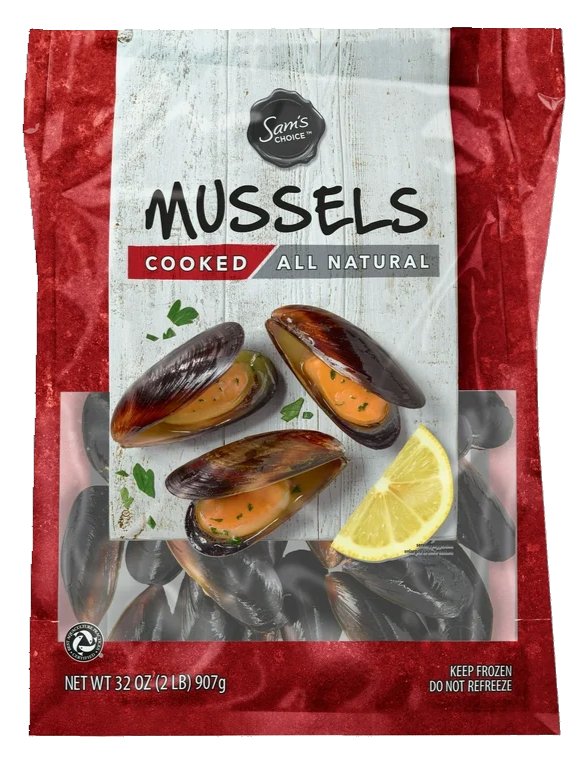 Sam's
CHOICE™
MUSSELS
COOKED / ALL NATURAL
NET WT 32 OZ (2 LB) 907g
KEEP FROZEN
DO NOT REFREEZE